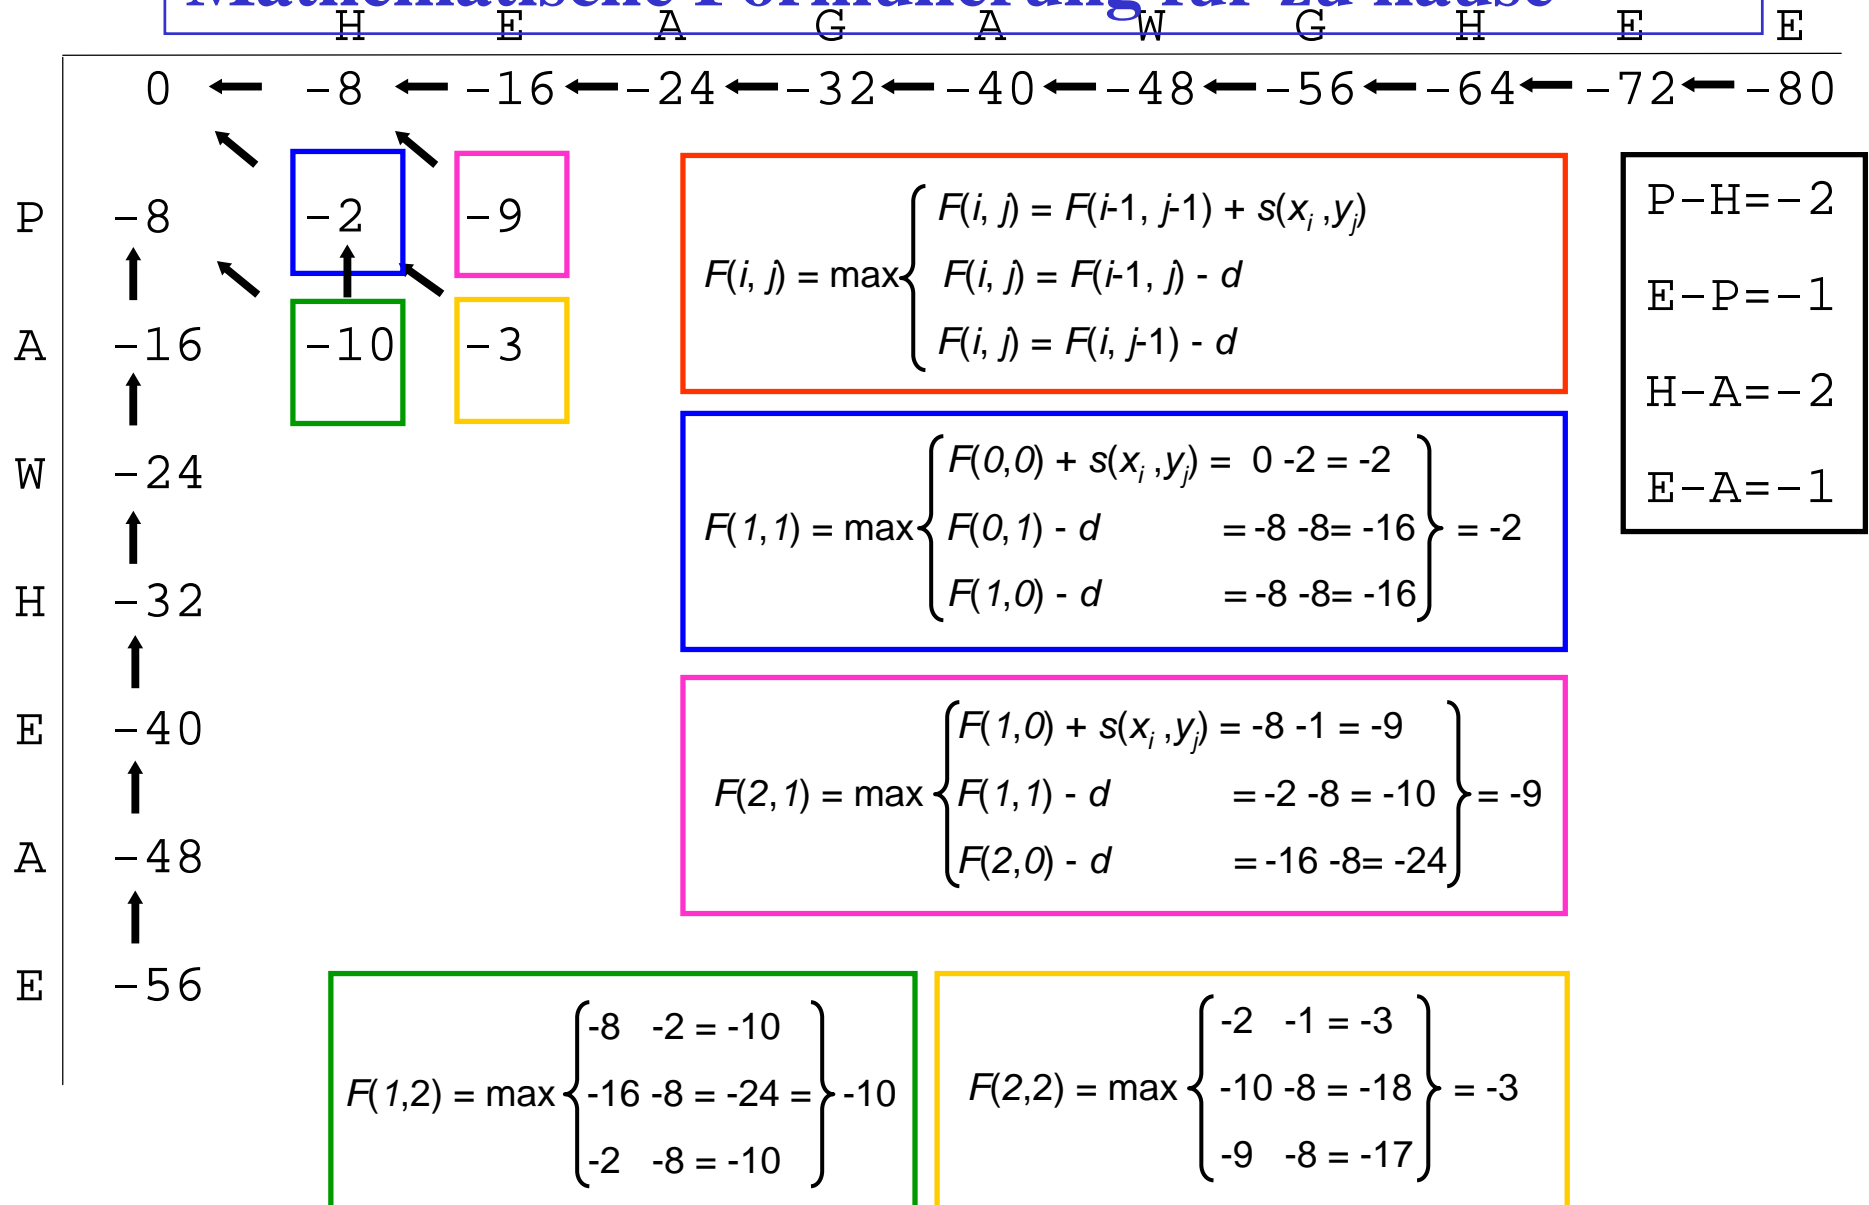 Mathematische Formulierung für zu hause
H E A G A W G H E E
0 -8 -16 -24 -32 -40 -48 -56 -64 -72 -80
P -8 -2 -9
A -16 -10 -3
W -24
H -32
E -40
A -48
E -56
F(i, j) = max
F(i, j) = F(i-1, j-1) + s(xi ,yj)
F(i, j) = F(i-1, j) - d
F(i, j) = F(i, j-1) - d
P-H=-2
E-P=-1
H-A=-2
E-A=-1
F(1,1) = max
F(0,0) + s(xi ,yj) = 0 -2 = -2
F(0,1) - d = -8 -8= -16
F(1,0) - d = -8 -8= -16
= -2
F(2,1) = max
F(1,0) + s(xi ,yj) = -8 -1 = -9
F(1,1) - d = -2 -8 = -10
F(2,0) - d = -16 -8= -24
= -9
F(1,2) = max
-8 -2 = -10
-16 -8 = -24 =
-2 -8 = -10
-10
F(2,2) = max
-2 -1 = -3
-10 -8 = -18
-9 -8 = -17
= -3